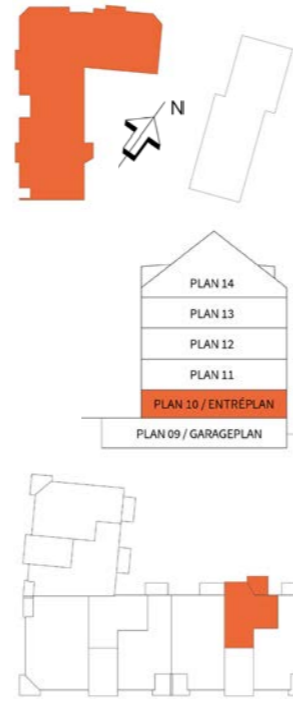 N
PLAN 14
PLAN 13
PLAN 12
PLAN 11
PLAN 10 / ENTRÉPLAN
PLAN 09 / GARAGEPLAN